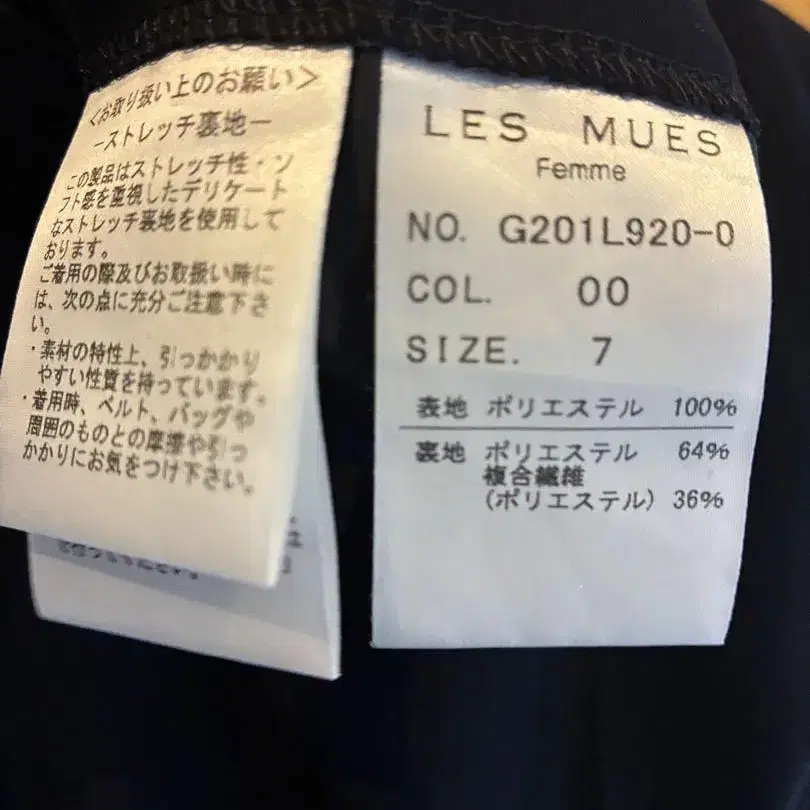 <お取り扱い上のお願い>
−ストレッチ裏地−
この製品はストレッチ性・ソ
フト感を重視したデリケート
なストレッチ裏地を使用して
おります。
ご着用の際及びお取扱い時に
は、次の点に充分ご注意下さ
い。
・素材の特性上、引っかかり
やすい性質を持っています。
・着用時、ベルト、バッグや
周囲のものとの摩擦や引っ
かかりにお気をつけ下さい。
LES MUES
Femme
NO. G201L920-0
COL. 00
SIZE. 7
表地 ポリエステル 100%
裏地 ポリエステル 64%
複合繊維
(ポリエステル) 36%